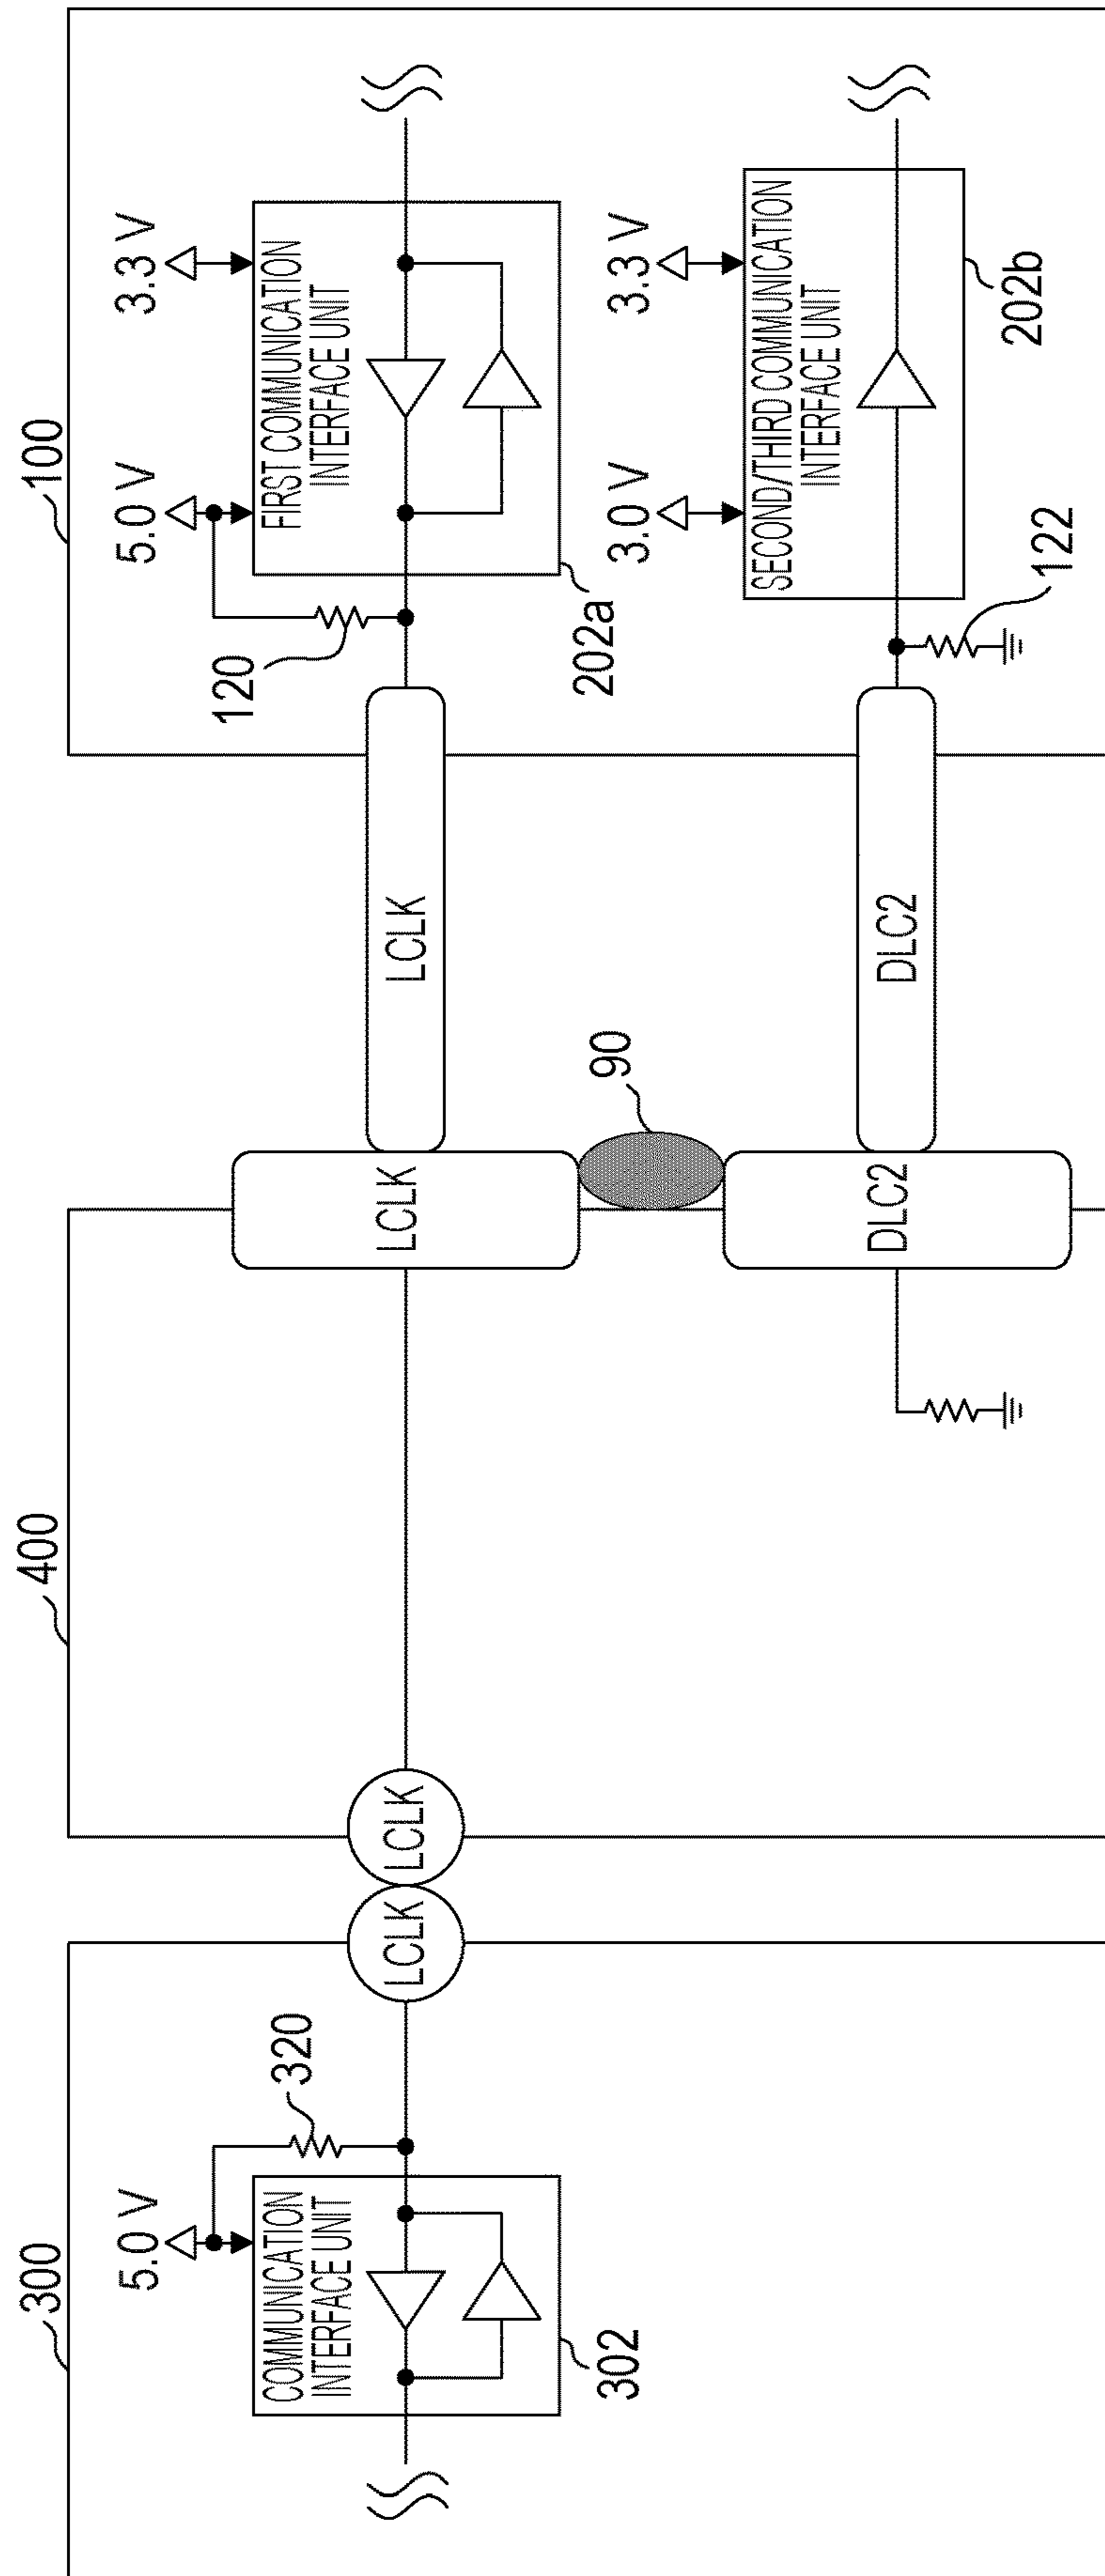 300
400
100
5.0 V
5.0 V
3.3 V
320
120
COMMUNICATION
INTERFACE UNIT
FIRST COMMUNICATION
INTERFACE UNIT
LCLK
LCLK
LCLK
LCLK
302
90
202a
3.0 V
3.3 V
SECOND/THIRD COMMUNICATION
INTERFACE UNIT
DLC2
DLC2
122
202b